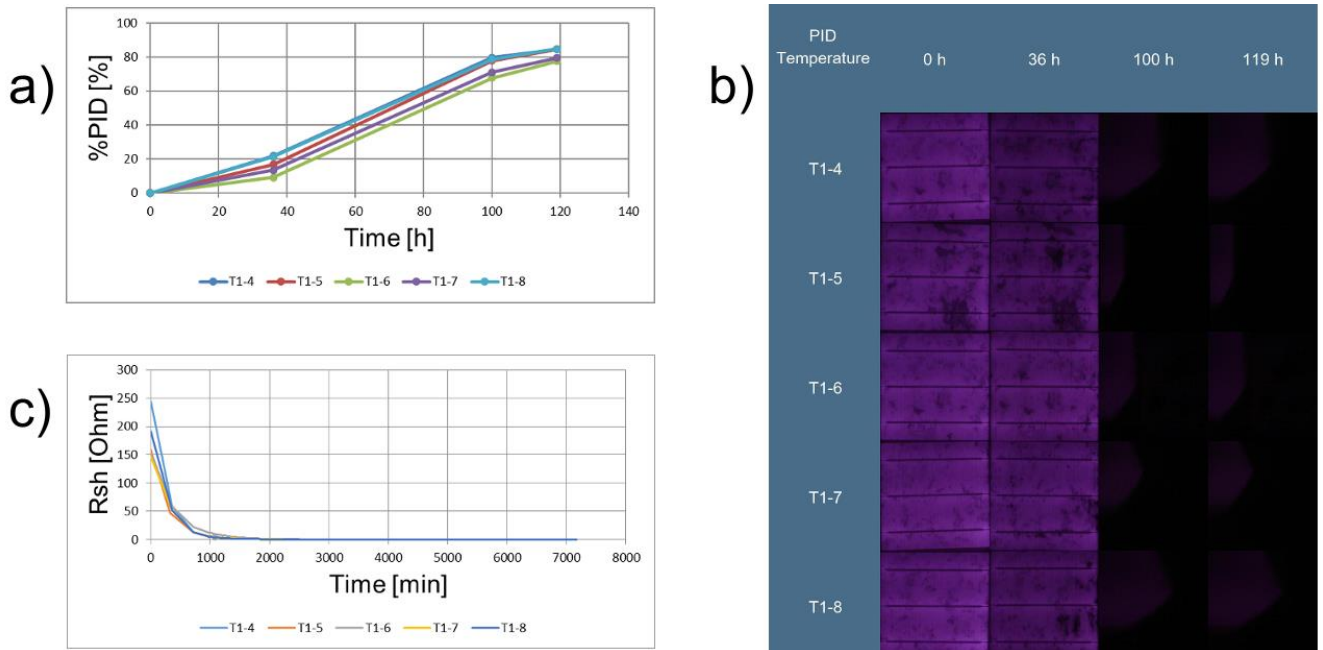 a)
%PID [%]
100
80
60
40
20
0
0 20 40 60 80 100 120 140
Time [h]
T1-4 T1-5 T1-6 T1-7 T1-8
b)
PID
Temperature 0 h 36 h 100 h 119 h
T1-4
T1-5
T1-6
T1-7
T1-8
c)
Rsh [Ohm]
300
250
200
150
100
50
0
0 1000 2000 3000 4000 5000 6000 7000 8000
Time [min]
T1-4 T1-5 T1-6 T1-7 T1-8